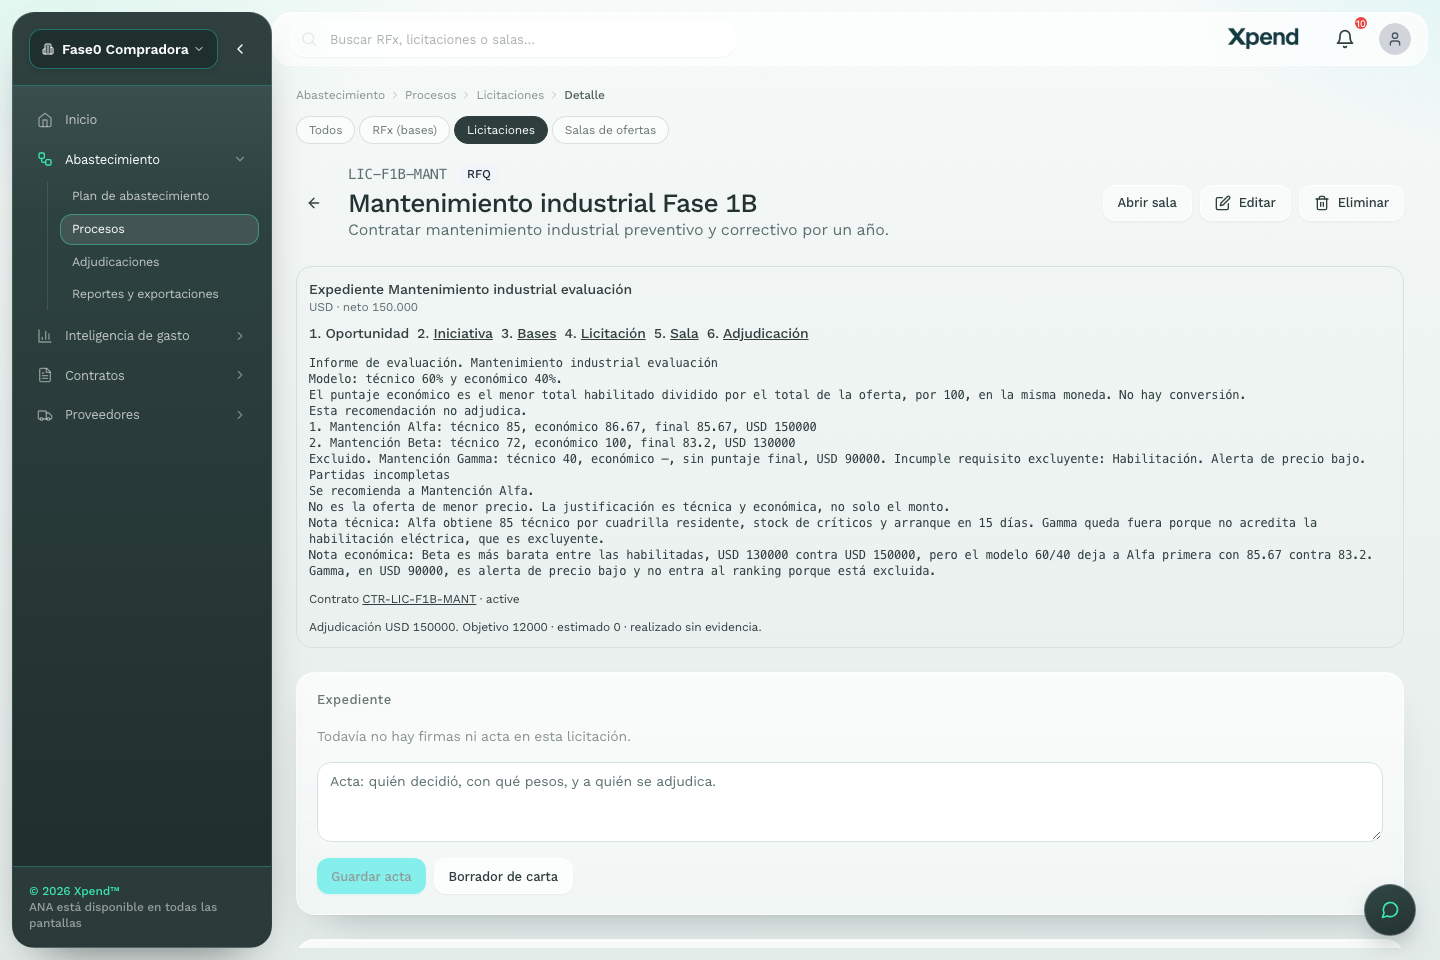 Fase0 Compradora
Buscar RFx, licitaciones o salas...
Xpend
10
Inicio
Abastecimiento
Plan de abastecimiento
Procesos
Adjudicaciones
Reportes y exportaciones
Inteligencia de gasto
Contratos
Proveedores
© 2026 Xpend™
ANA está disponible en todas las
pantallas
Abastecimiento > Procesos > Licitaciones > Detalle
Todos RFx (bases) Licitaciones Salas de ofertas
LIC-F1B-MANT RFQ
Mantenimiento industrial Fase 1B
Contratar mantenimiento industrial preventivo y correctivo por un año.
Abrir sala Editar Eliminar
Expediente Mantenimiento industrial evaluación
USD · neto 150.000
1. Oportunidad 2. Iniciativa 3. Bases 4. Licitación 5. Sala 6. Adjudicación
Informe de evaluación. Mantenimiento industrial evaluación
Modelo: técnico 60% y económico 40%.
El puntaje económico es el menor total habilitado dividido por el total de la oferta, por 100, en la misma moneda. No hay conversión.
Esta recomendación no adjudica.
1. Mantención Alfa: técnico 85, económico 86.67, final 85.67, USD 150000
2. Mantención Beta: técnico 72, económico 100, final 83.2, USD 130000
Excluido. Mantención Gamma: técnico 40, económico —, sin puntaje final, USD 90000. Incumple requisito excluyente: Habilitación. Alerta de precio bajo.
Partidas incompletas
Se recomienda a Mantención Alfa.
No es la oferta de menor precio. La justificación es técnica y económica, no solo el monto.
Nota técnica: Alfa obtiene 85 técnico por cuadrilla residente, stock de críticos y arranque en 15 días. Gamma queda fuera porque no acredita la
habilitación eléctrica, que es excluyente.
Nota económica: Beta es más barata entre las habilitadas, USD 130000 contra USD 150000, pero el modelo 60/40 deja a Alfa primera con 85.67 contra 83.2.
Gamma, en USD 90000, es alerta de precio bajo y no entra al ranking porque está excluida.
Contrato CTR-LIC-F1B-MANT · active
Adjudicación USD 150000. Objetivo 12000 · estimado 0 · realizado sin evidencia.
Expediente
Todavía no hay firmas ni acta en esta licitación.
Acta: quién decidió, con qué pesos, y a quién se adjudica.
Guardar acta Borrador de carta